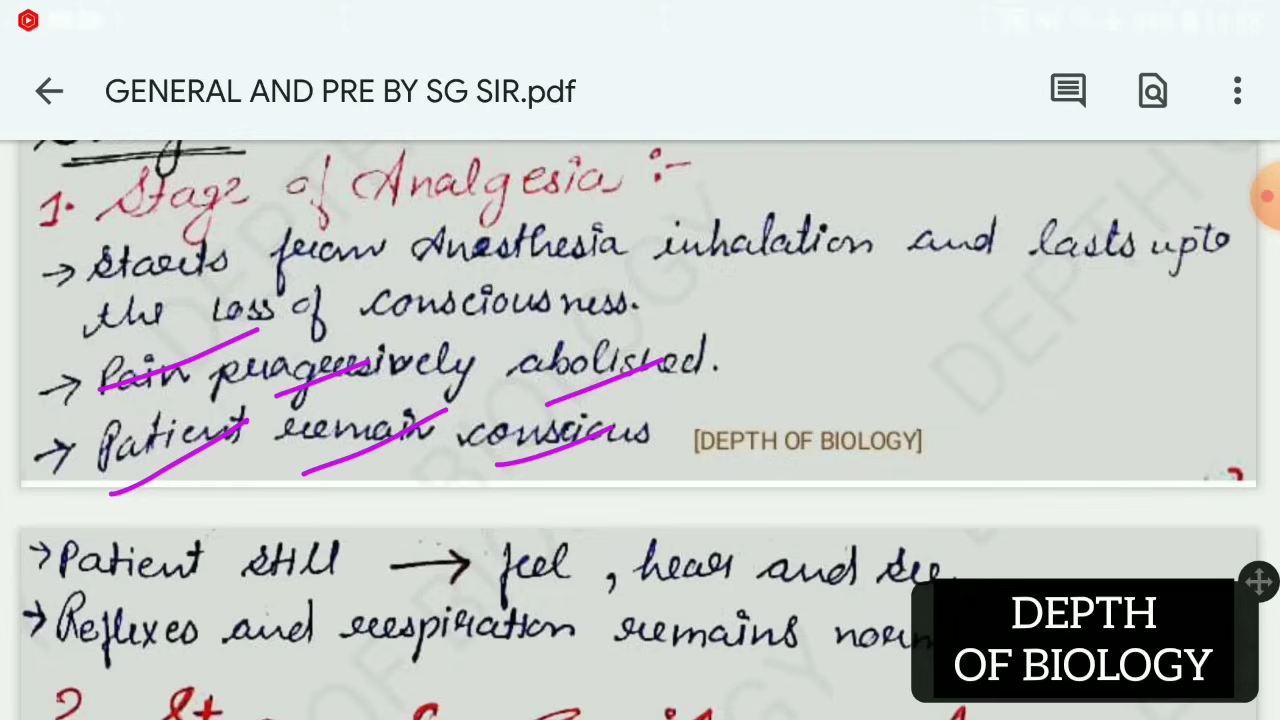 GENERAL AND PRE BY SG SIR.pdf
1. Stage of Analgesia :-
→ Starts from Anesthesia inhalation and lasts upto
the loss of consciousness.
→ Pain progressively abolished.
→ Patient remain conscious
[DEPTH OF BIOLOGY]
→ Patient still → feel, hear and see
→ Reflexes and respiration remains
DEPTH
OF BIOLOGY
2.